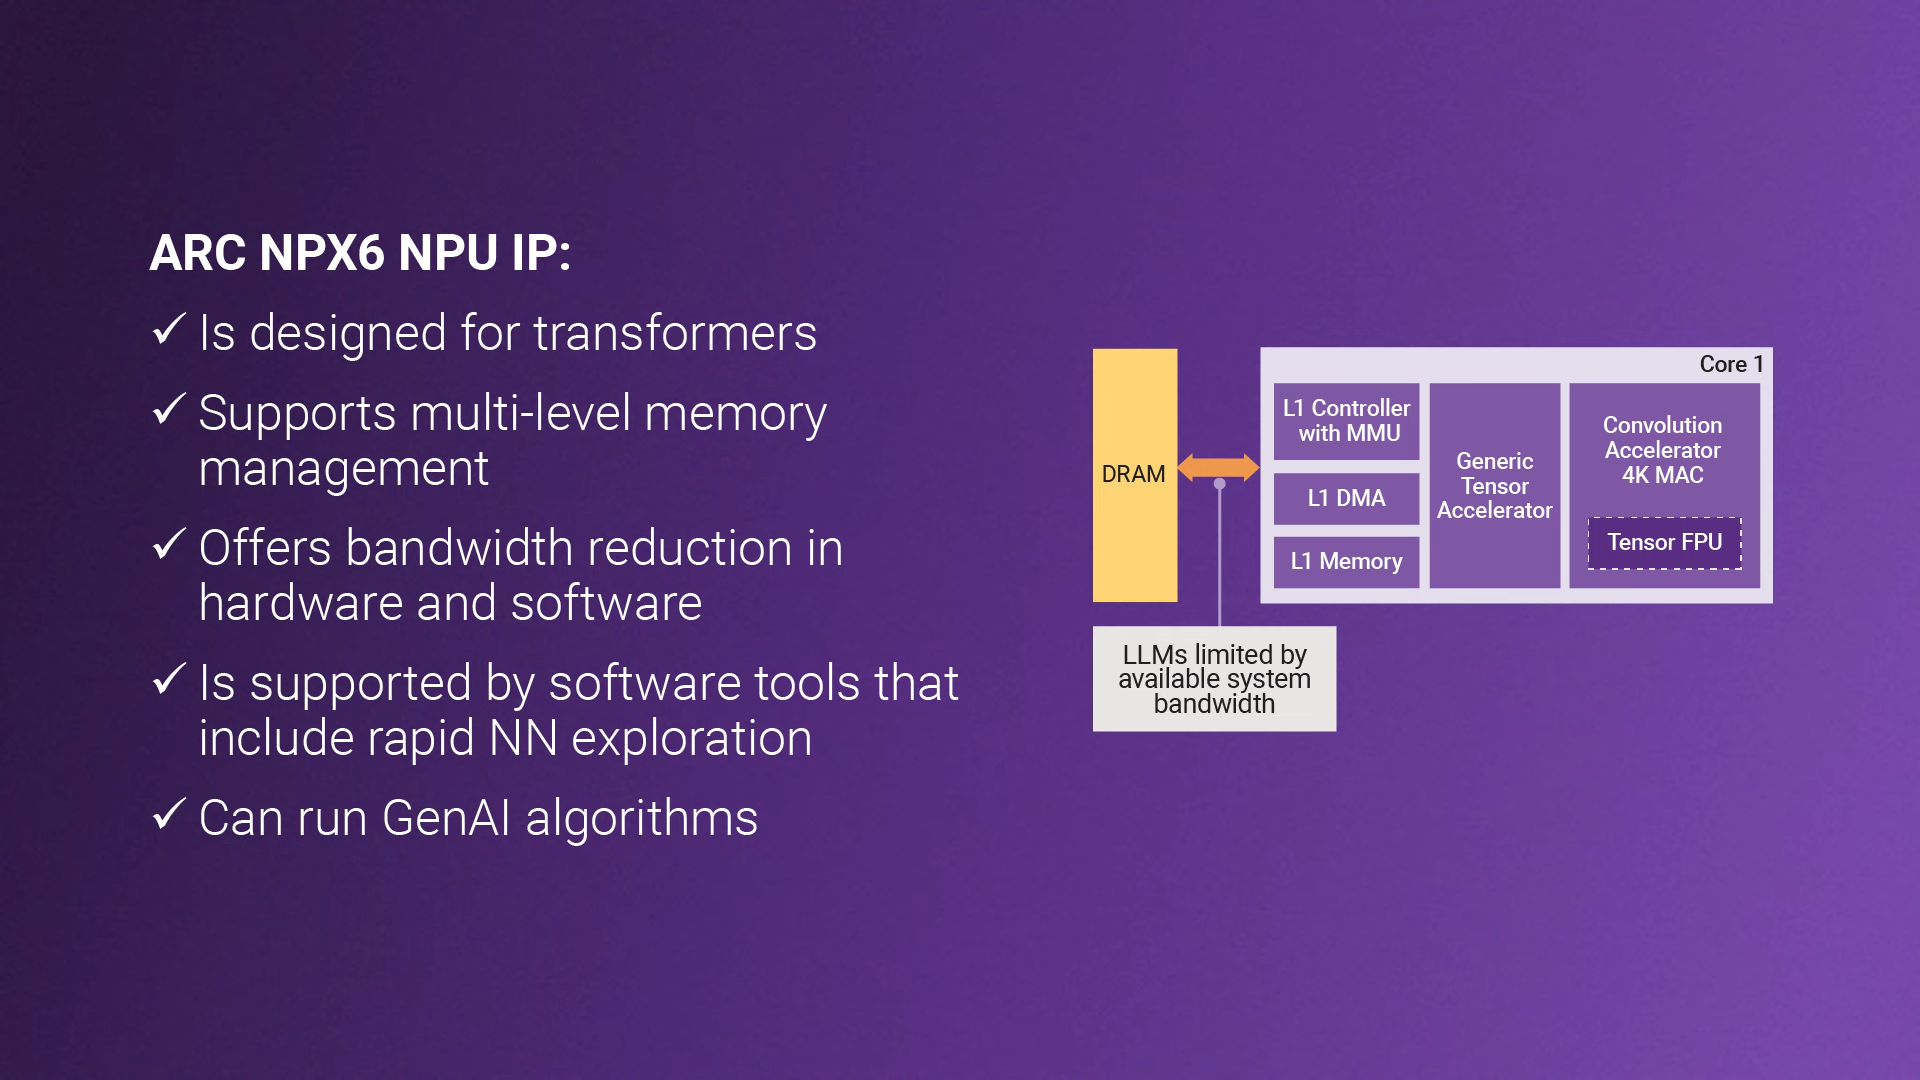 ARC NPX6 NPU IP:
✓ Is designed for transformers
✓ Supports multi-level memory
management
✓ Offers bandwidth reduction in
hardware and software
✓ Is supported by software tools that
include rapid NN exploration
✓ Can run GenAI algorithms
DRAM
Core 1
L1 Controller
with MMU
L1 DMA
L1 Memory
Generic
Tensor
Accelerator
Convolution
Accelerator
4K MAC
Tensor FPU
LLMs limited by
available system
bandwidth